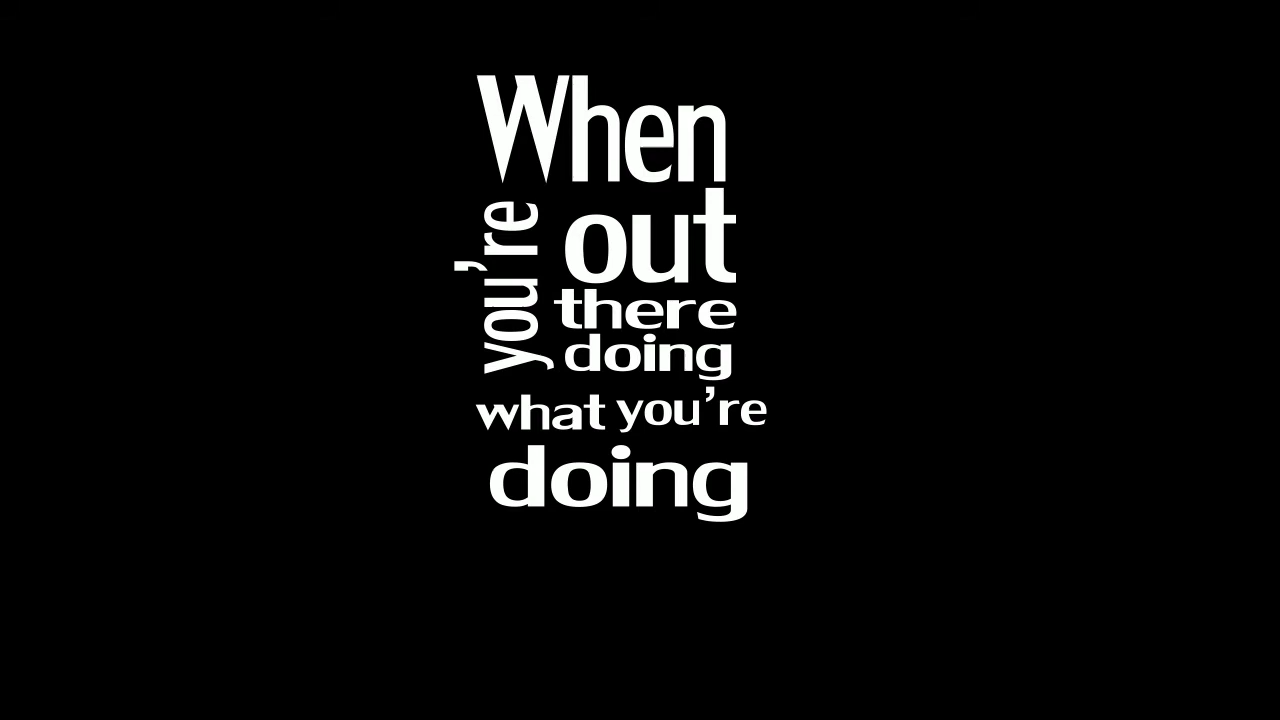 When
you’re
out
there
doing
what you’re
doing